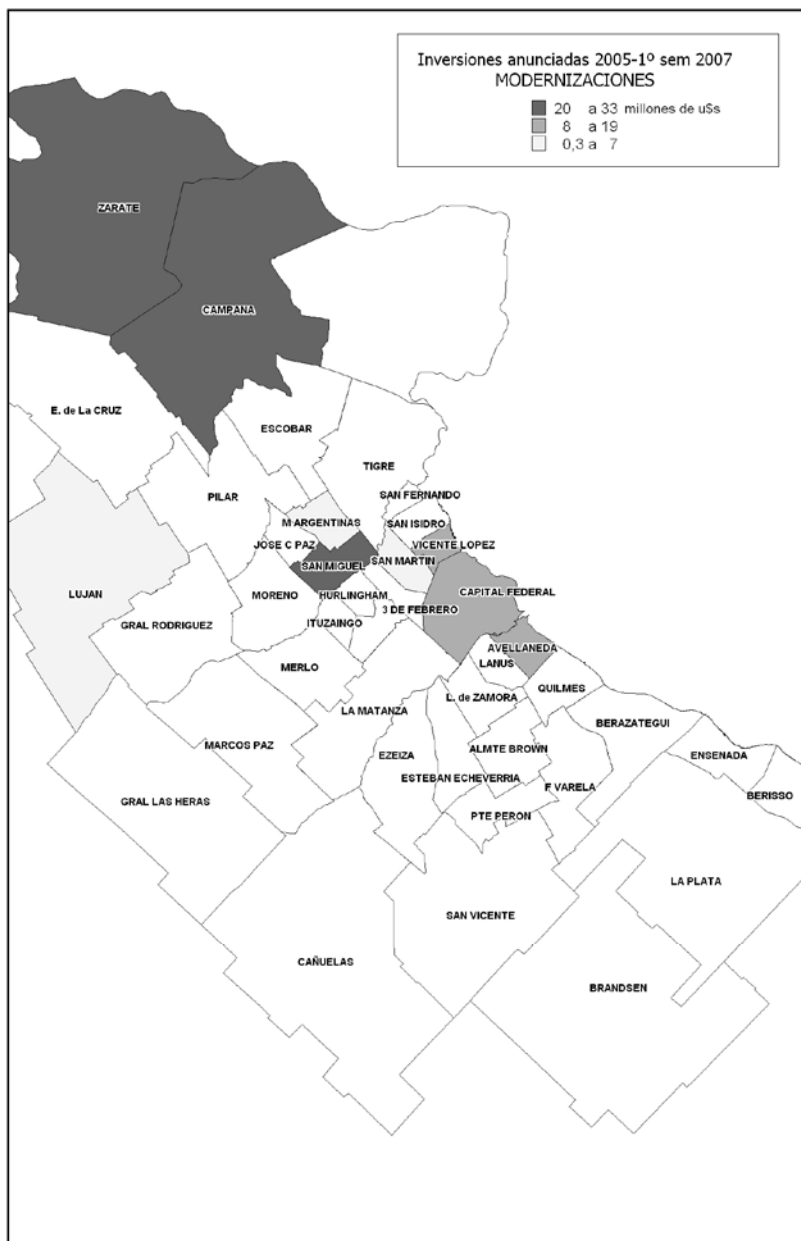 Inversiones anunciadas 2005-1º sem 2007
MODERNIZACIONES
20 a 33 millones de u$s
8 a 19
0,3 a 7
ZARATE
CAMPANA
E. de La CRUZ
ESCOBAR
TIGRE
PILAR
SAN FERNANDO
M ARGENTINAS
SAN ISIDRO
JOSE C PAZ
VICENTE LOPEZ
SAN MIGUEL
SAN MARTIN
LUJAN
MORENO
HURLINGHAM
CAPITAL FEDERAL
3 DE FEBRERO
GRAL RODRIGUEZ
ITUZAINGO
AVELLANEDA
MERLO
LANUS
L. de ZAMORA
QUILMES
LA MATANZA
BERAZATEGUI
MARCOS PAZ
EZEIZA
ALMTE BROWN
ENSENADA
ESTEBAN ECHEVERRIA
F VARELA
BERISSO
GRAL LAS HERAS
PTE PERON
LA PLATA
SAN VICENTE
CAÑUELAS
BRANDSEN